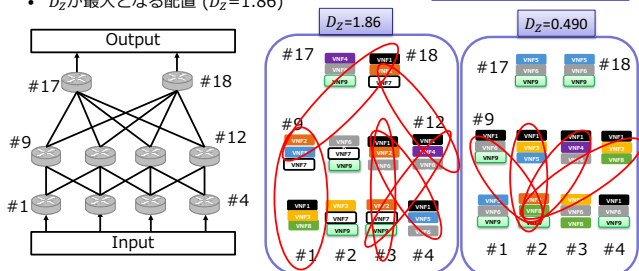 • D_Zが最大となる配置 (D_Z=1.86)
Output
#17
#18
#9
#12
#1
#4
Input
D_Z=1.86
#17
VNF4
VNF9
#18
VNF1
VNF7
#9
VNF2
VNF7
VNF6
VNF7
VNF9
VNF1
#12
VNF1
VNF4
VNF1
VNF3
VNF8
VNF1
VNF7
VNF9
VNF7
VNF9
VNF1
VNF5
#1
#2
#3
#4
D_Z=0.490
#17
VNF5
VNF6
VNF9
#18
VNF5
VNF6
VNF9
#9
VNF1
VNF9
VNF1
VNF3
VNF5
VNF1
VNF4
VNF1
VNF8
VNF5
VNF6
VNF9
VNF8
VNF1
VNF3
VNF8
VNF1
VNF6
VNF9
#1
#2
#3
#4